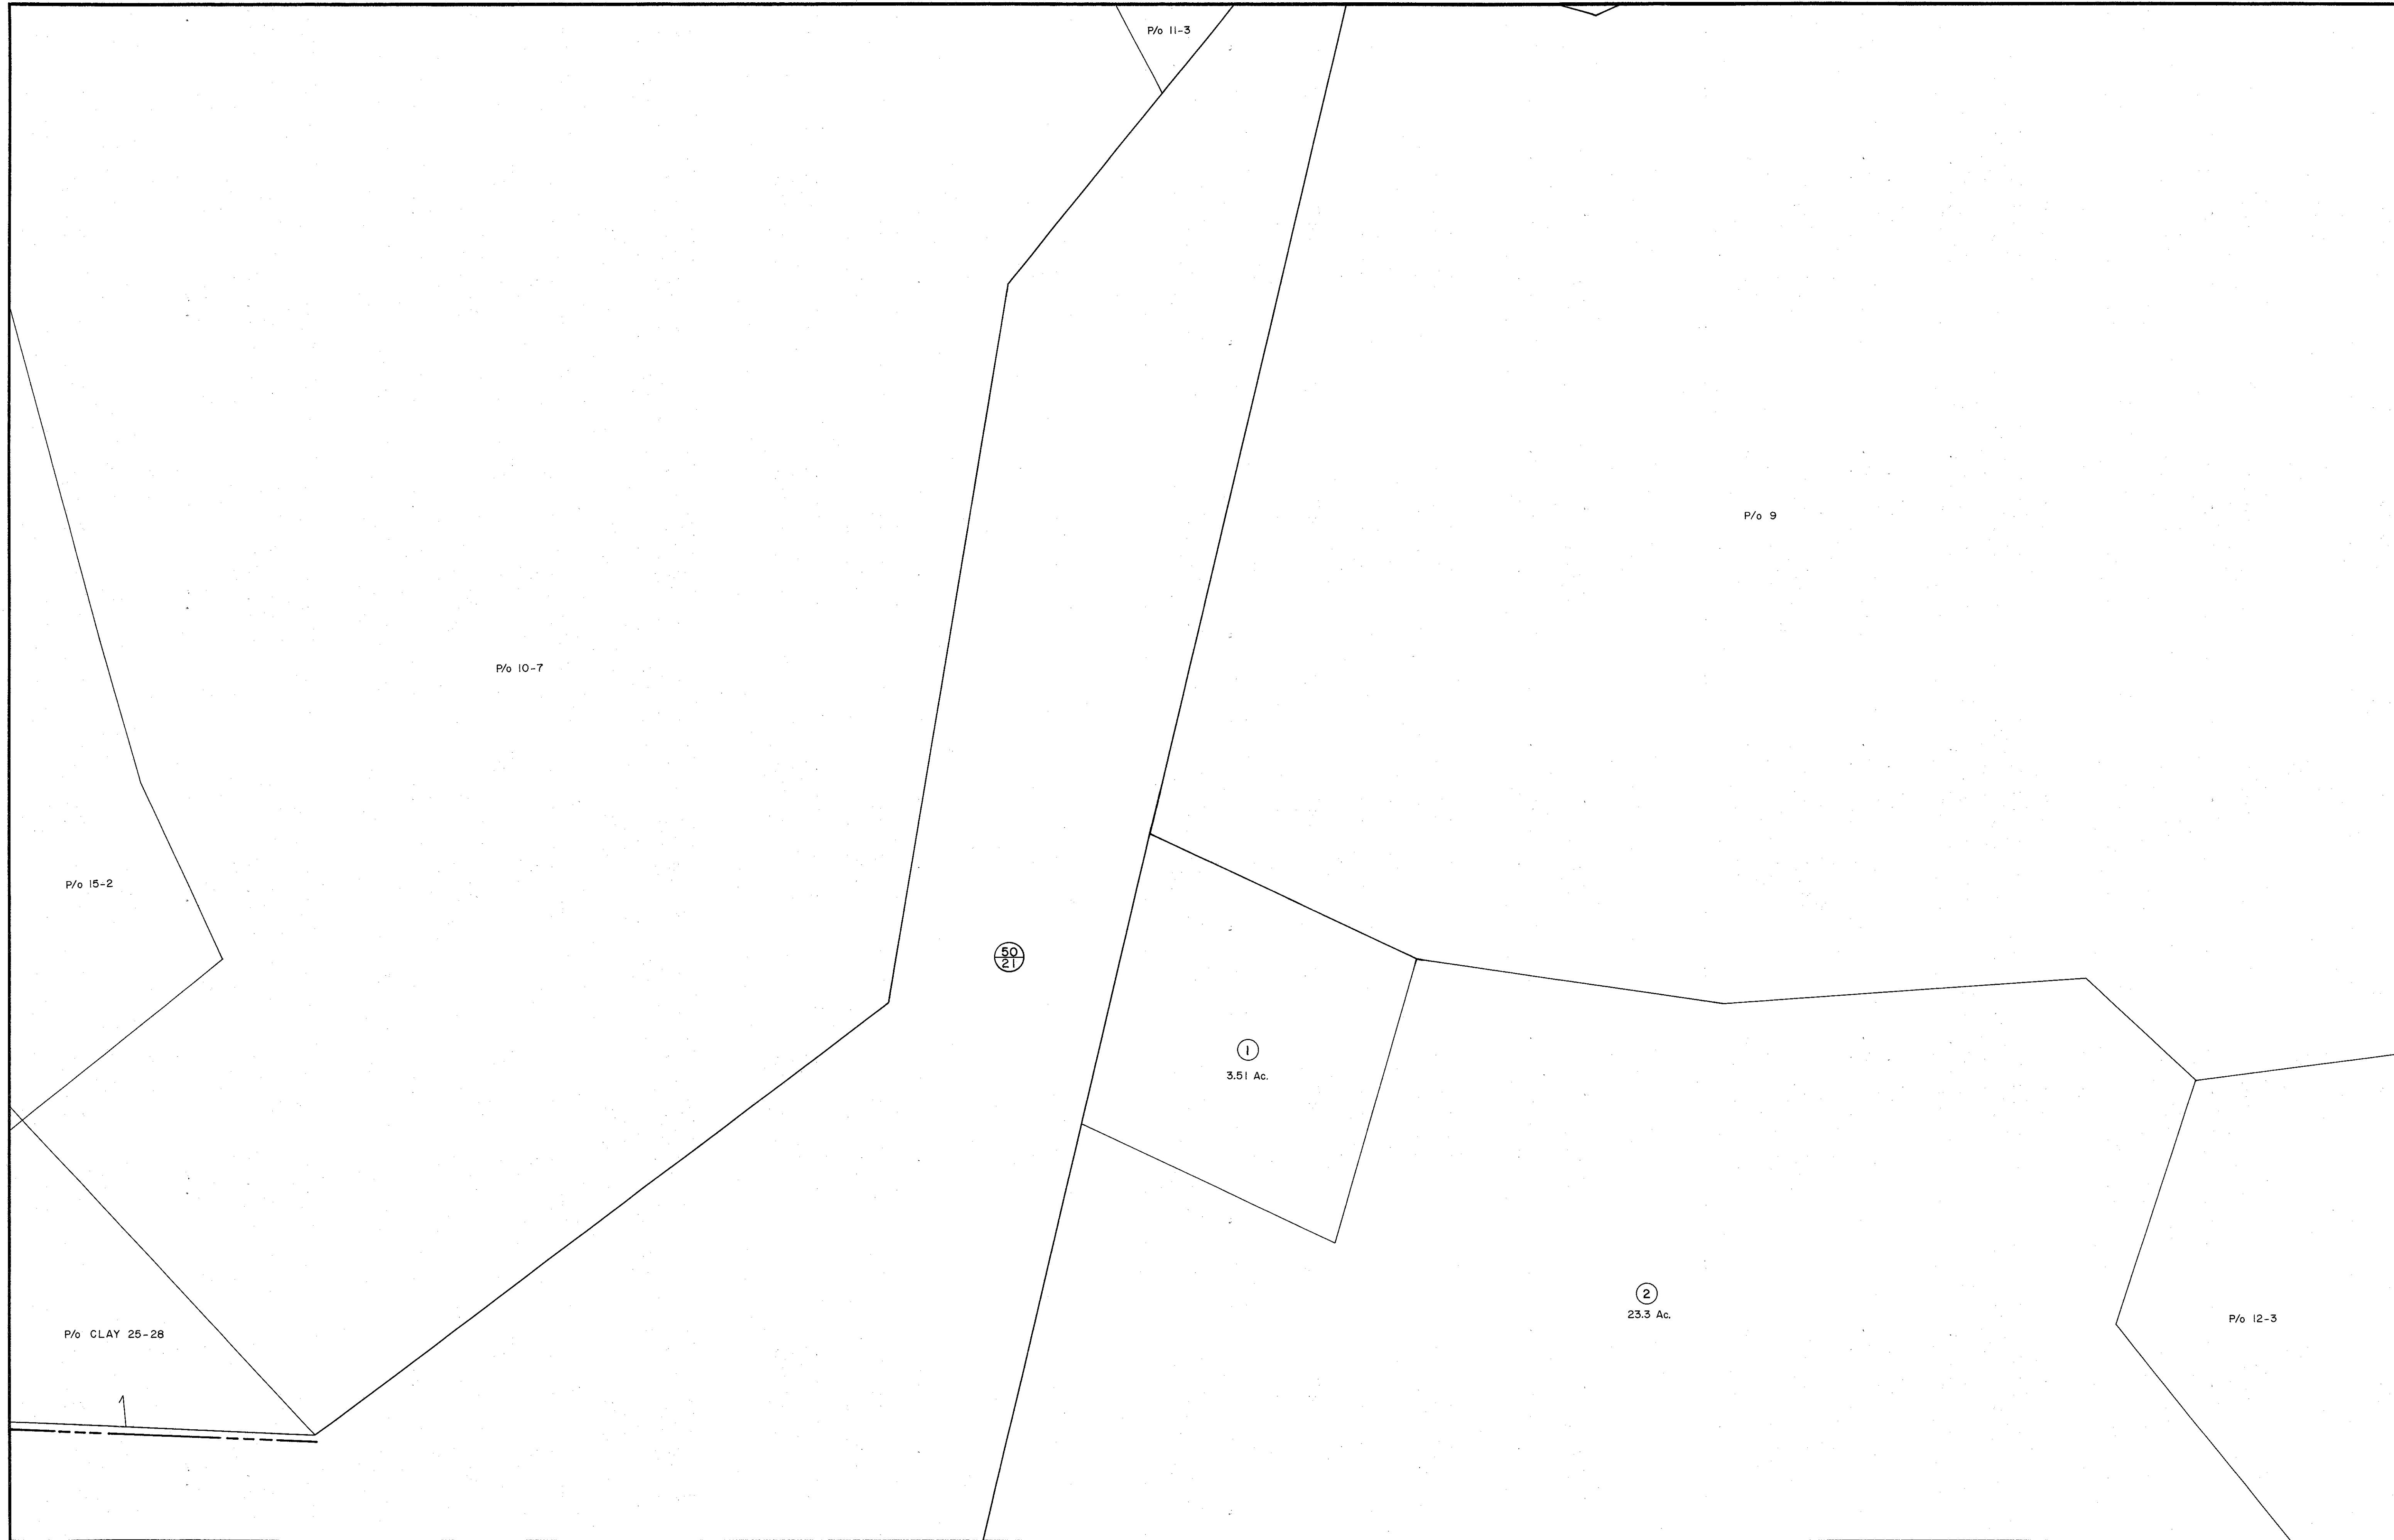 P/o 11-3
P/o 9
P/o 10-7
P/o 15-2
50
21
1
3.51 Ac.
2
23.3 Ac.
P/o 12-3
P/o CLAY 25-28